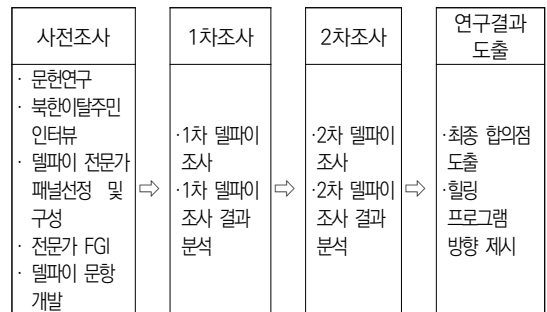 사전조사
· 문헌연구
· 북한이탈주민
인터뷰
· 델파이 전문가
패널선정 및
구성
· 전문가 FGI
· 델파이 문항
개발
⇨
1차조사
·1차 델파이
조사
·1차 델파이
조사 결과
분석
⇨
2차조사
·2차 델파이
조사
·2차 델파이
조사 결과
분석
⇨
연구결과
도출
·최종 합의점
도출
·힐링
프로그램
방향 제시